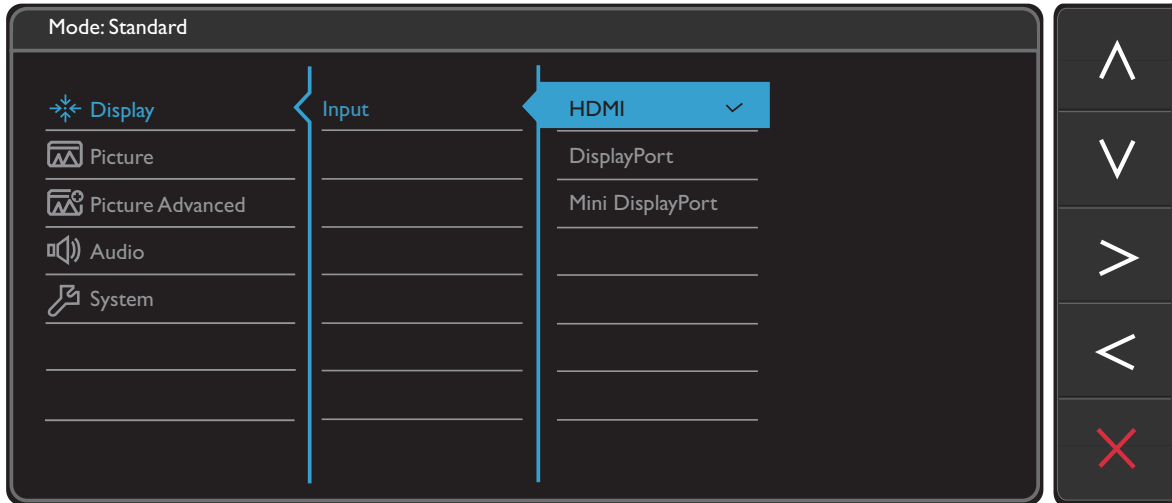 Mode: Standard
Display
Input
HDMI
Picture
DisplayPort
Picture Advanced
Mini DisplayPort
Audio
System